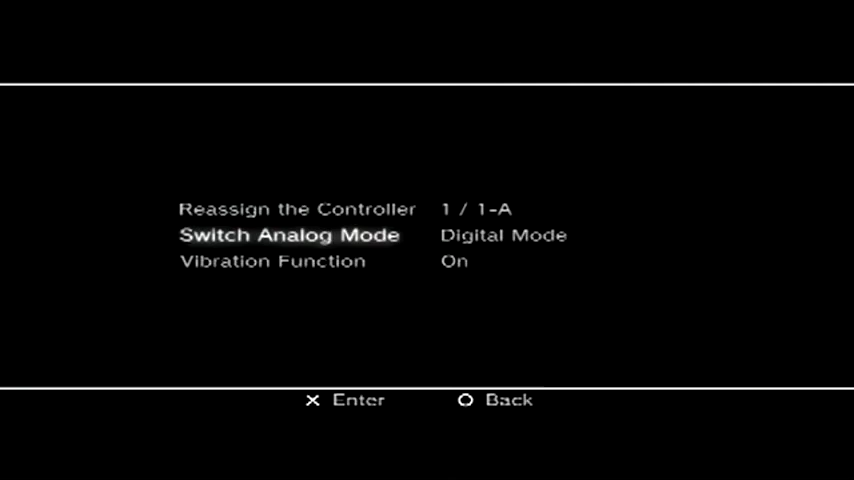 Reassign the Controller 1 / 1-A
Switch Analog Mode Digital Mode
Vibration Function On
✕ Enter ○ Back